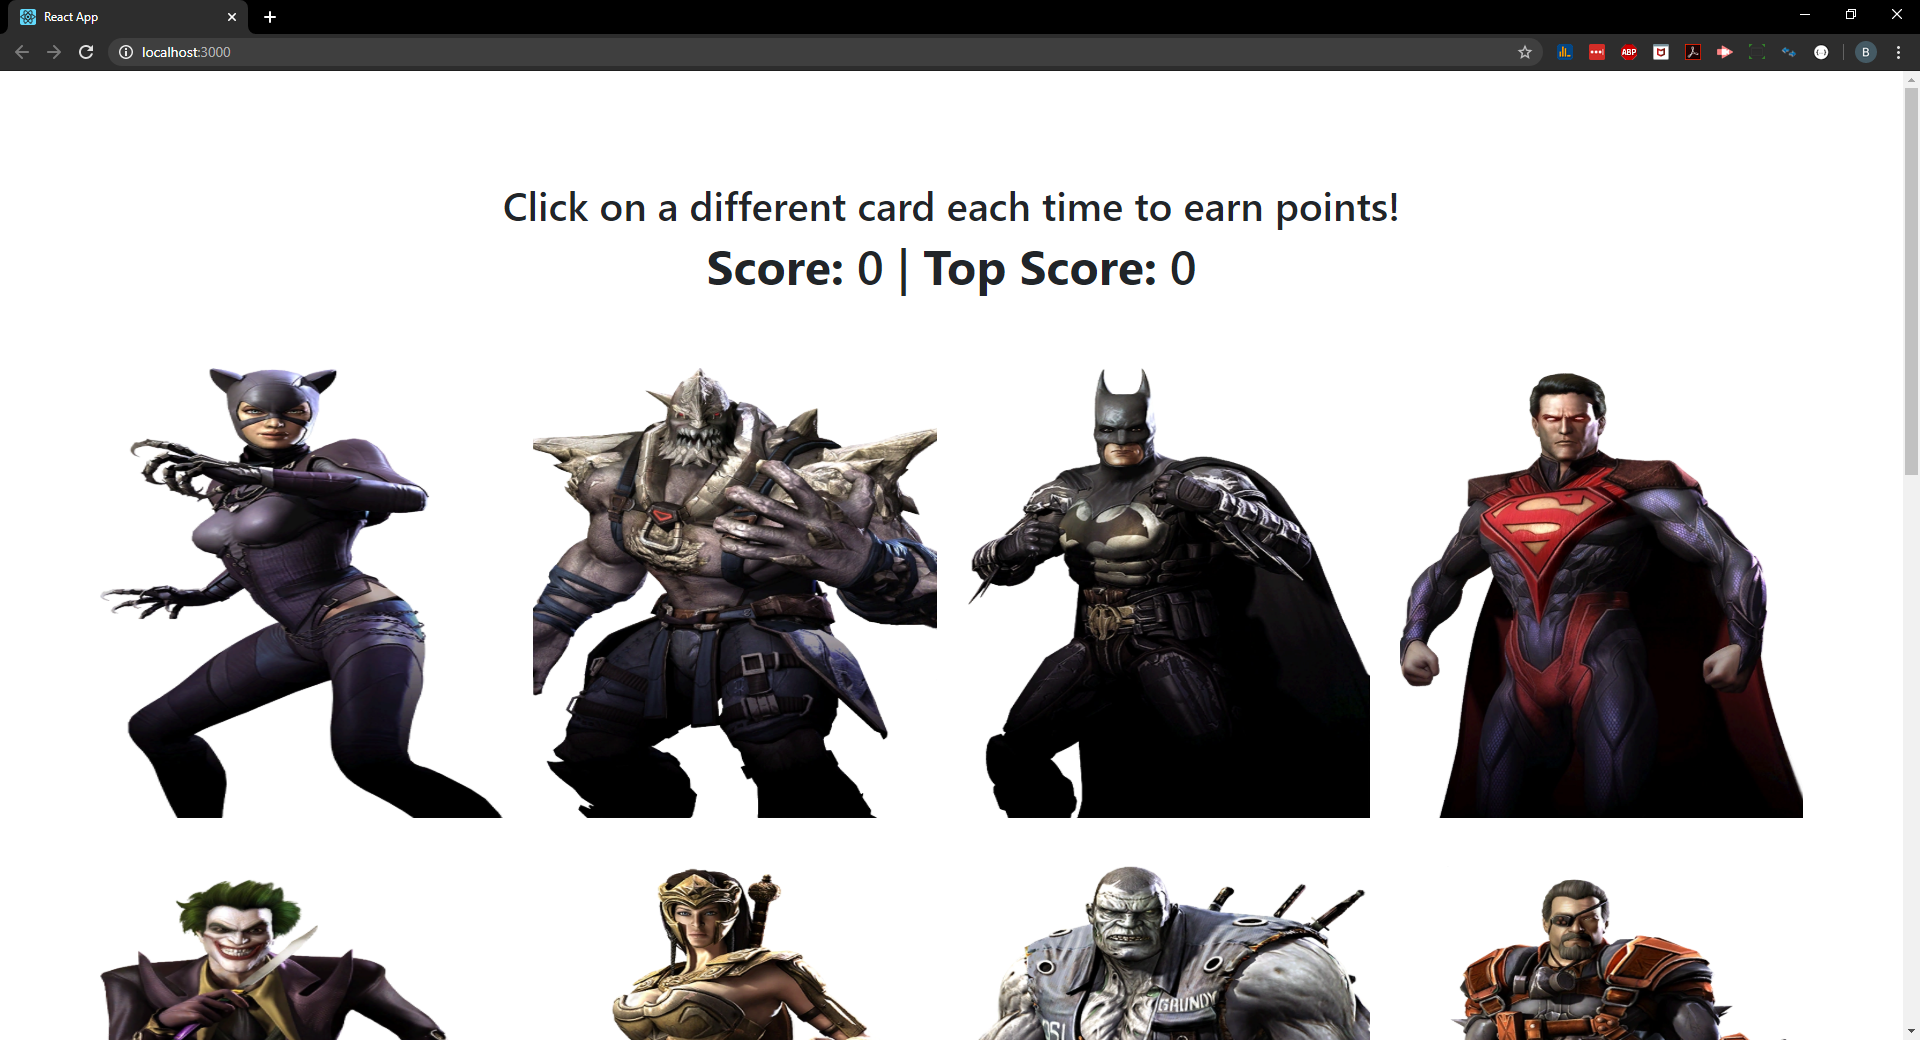 React App
localhost:3000
ABP
B
Click on a different card each time to earn points!
Score: 0 | Top Score: 0
GRUNDY